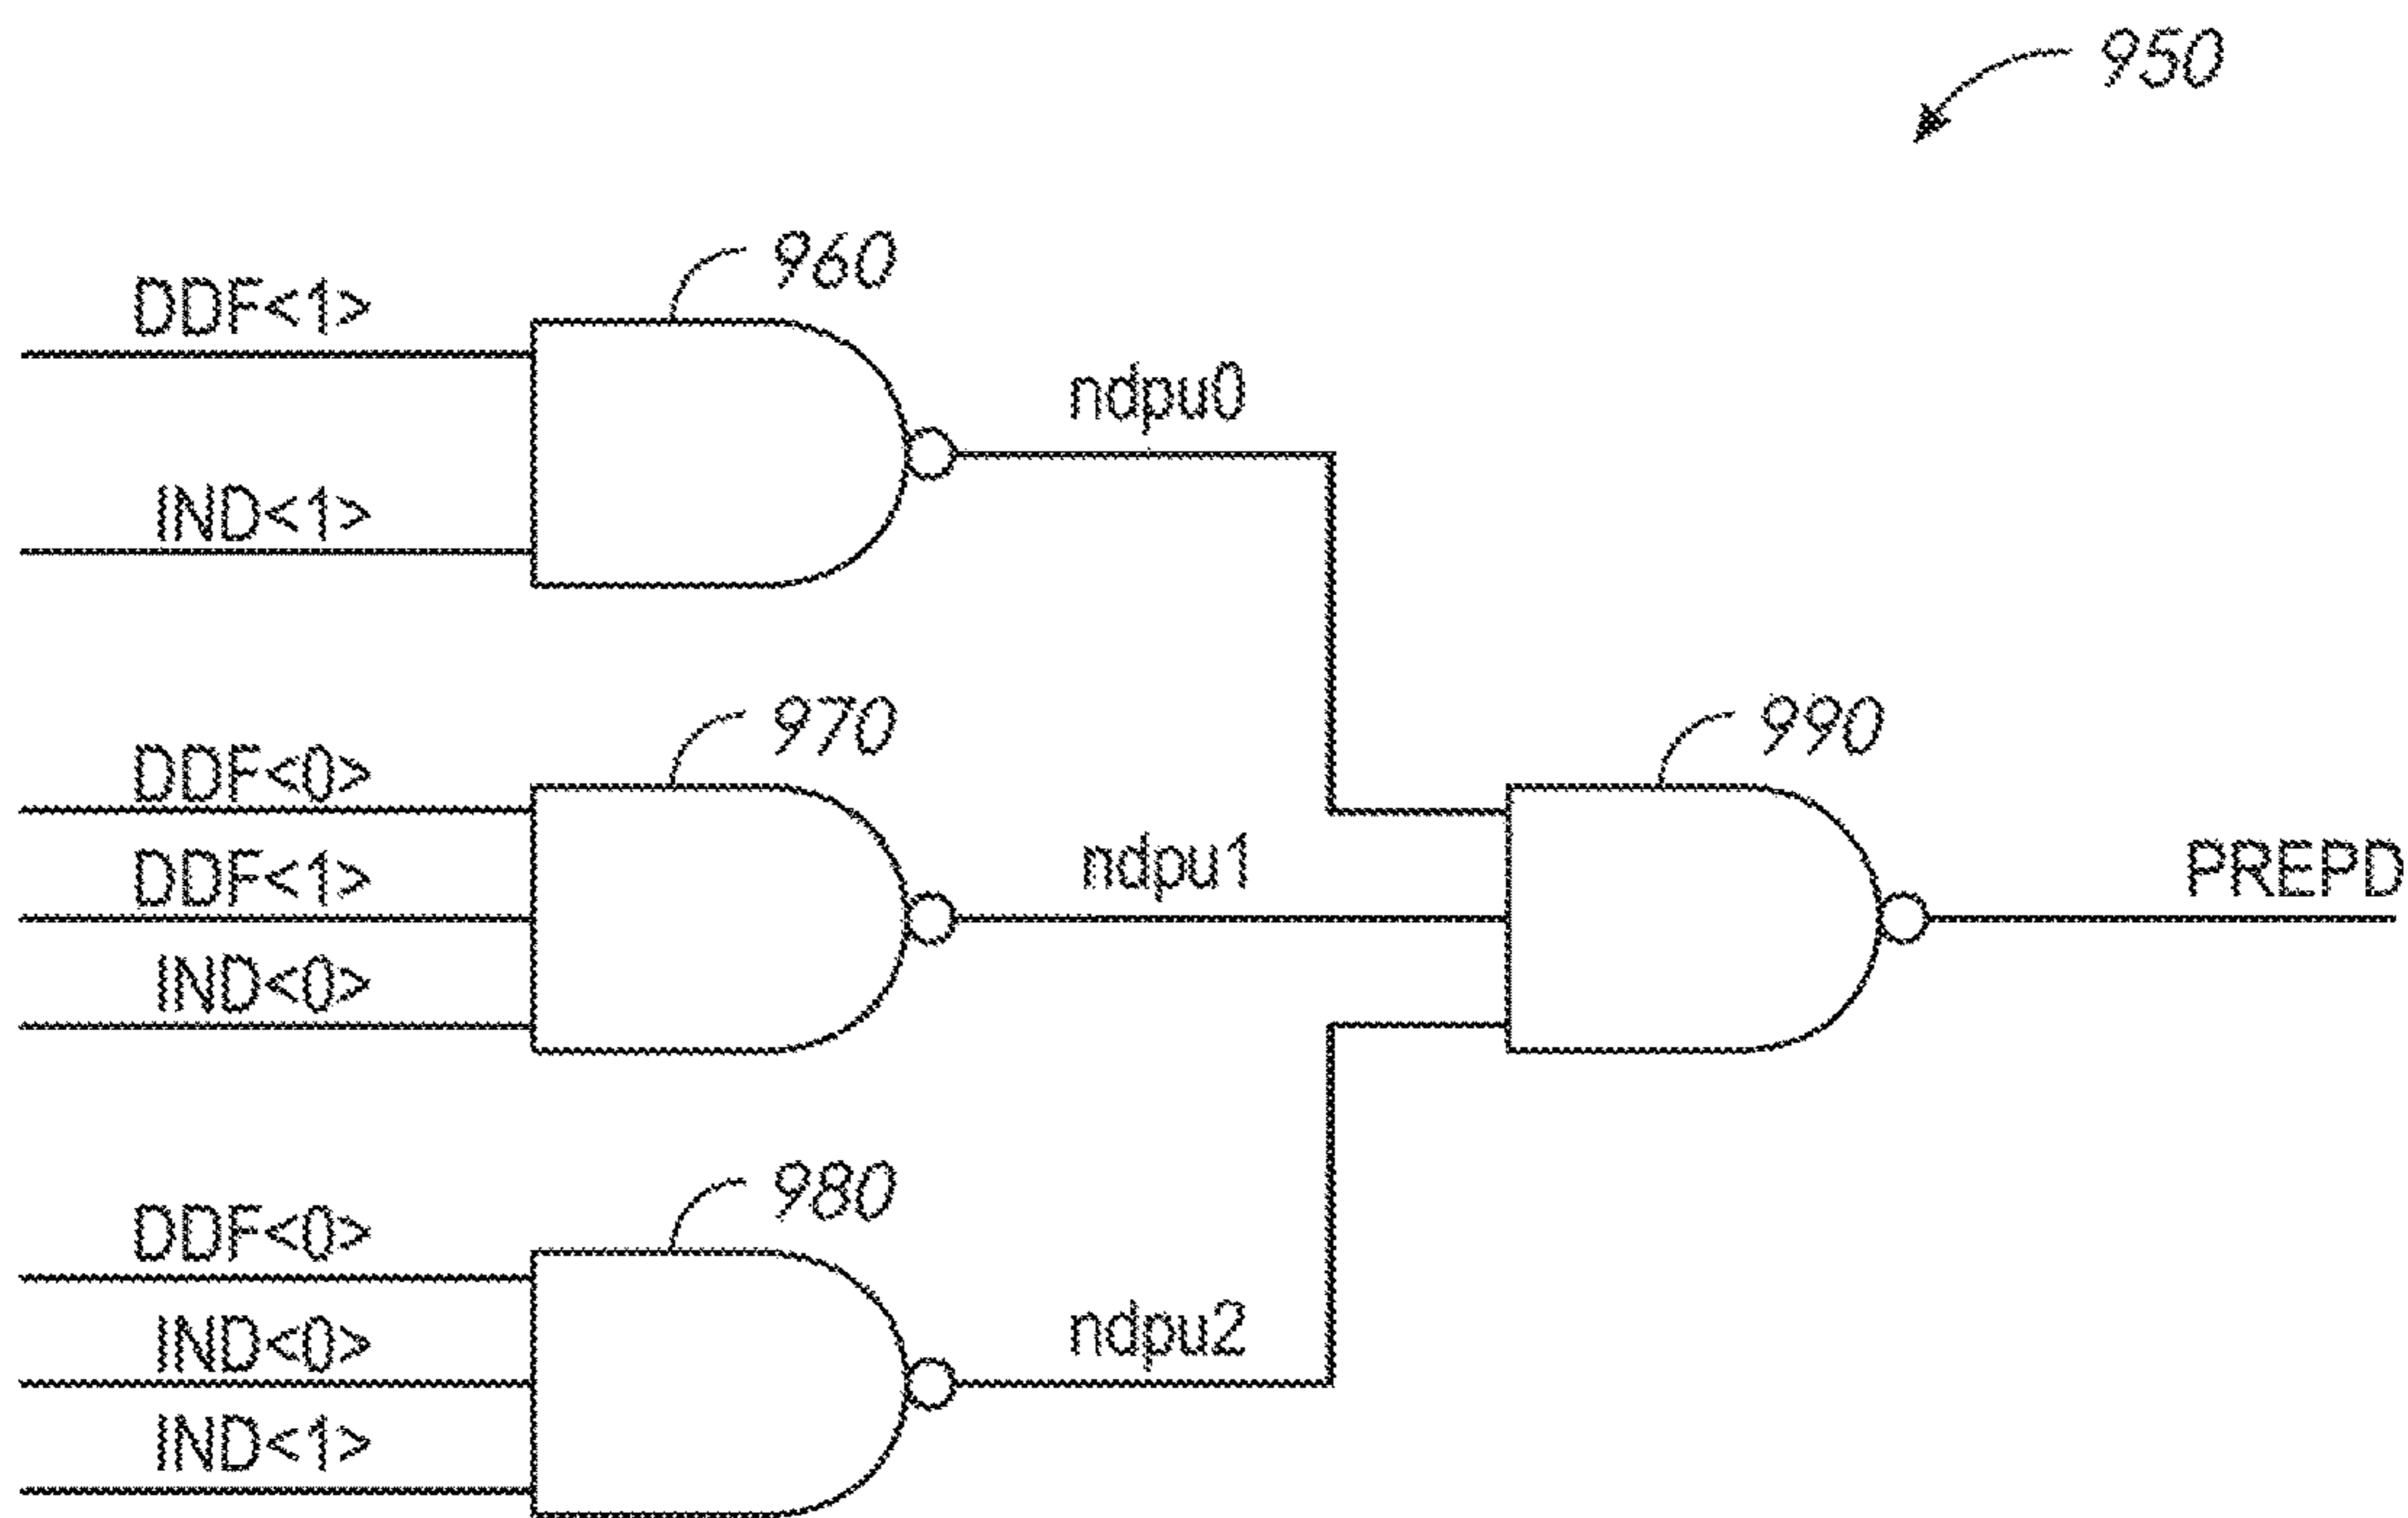 950
960
DDF<1>
ndpu0
IND<1>
970
990
DDF<0>
ndpu1
PREPD
DDF<1>
IND<0>
980
DDF<0>
ndpu2
IND<0>
IND<1>